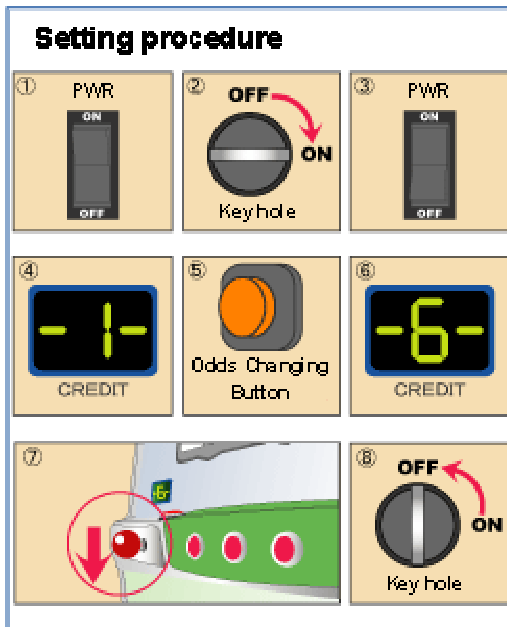 Setting procedure
① PWR
ON
OFF
② OFF
ON
Key hole
③ PWR
ON
OFF
④
-1-
CREDIT
⑤
Odds Changing
Button
⑥
-6-
CREDIT
⑦
-6-
⑧ OFF
ON
Key hole